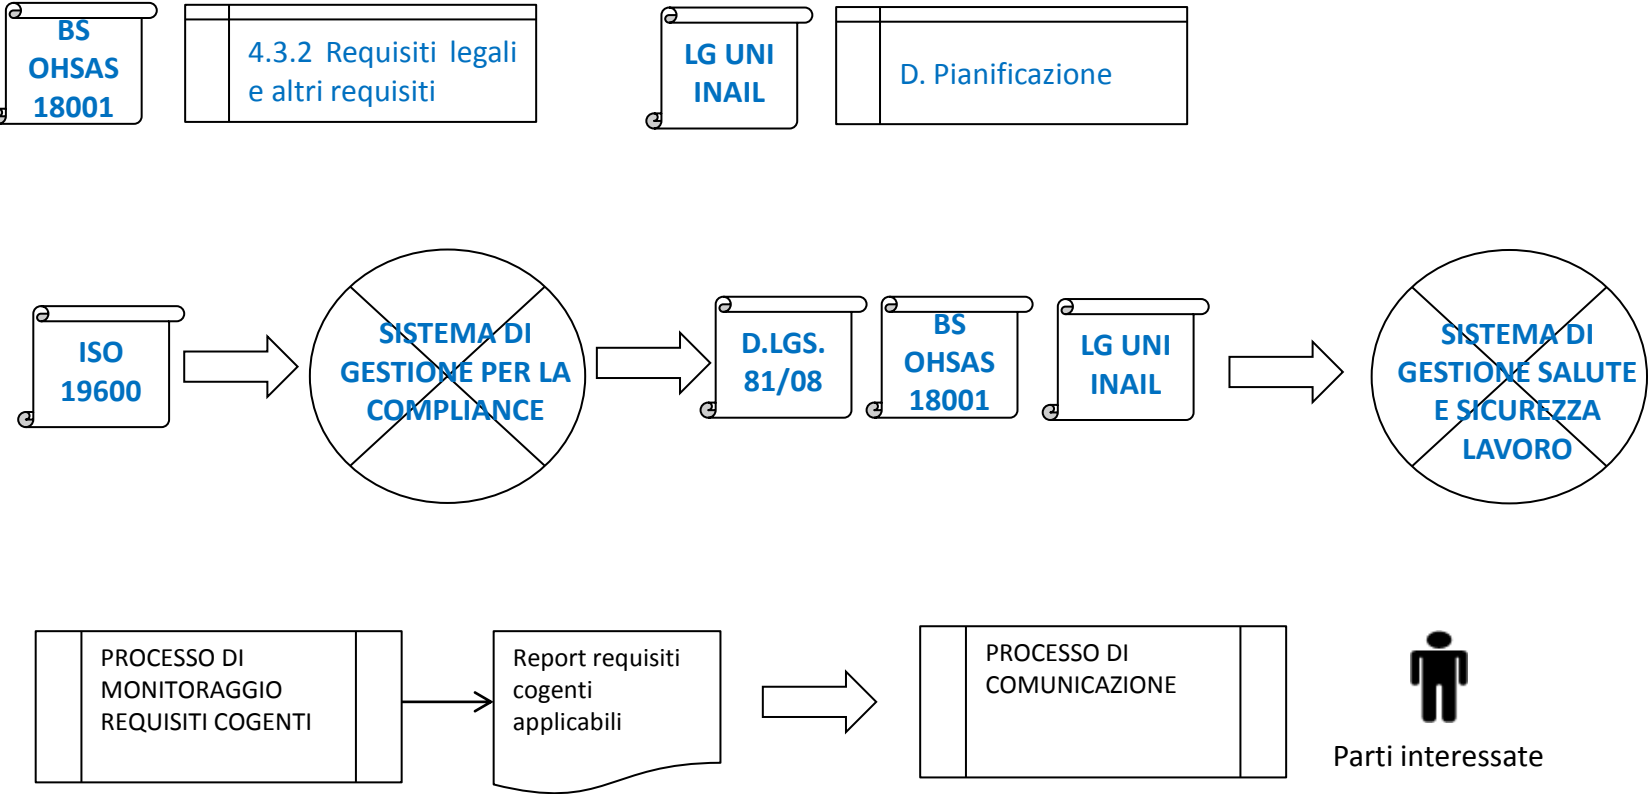 BS
OHSAS
18001
4.3.2 Requisiti legali
e altri requisiti
LG UNI
INAIL
D. Pianificazione
ISO
19600
SISTEMA DI
GESTIONE PER LA
COMPLIANCE
D.LGS.
81/08
BS
OHSAS
18001
LG UNI
INAIL
SISTEMA DI
GESTIONE SALUTE
E SICUREZZA
LAVORO
PROCESSO DI
MONITORAGGIO
REQUISITI COGENTI
Report requisiti
cogenti
applicabili
PROCESSO DI
COMUNICAZIONE
Parti interessate